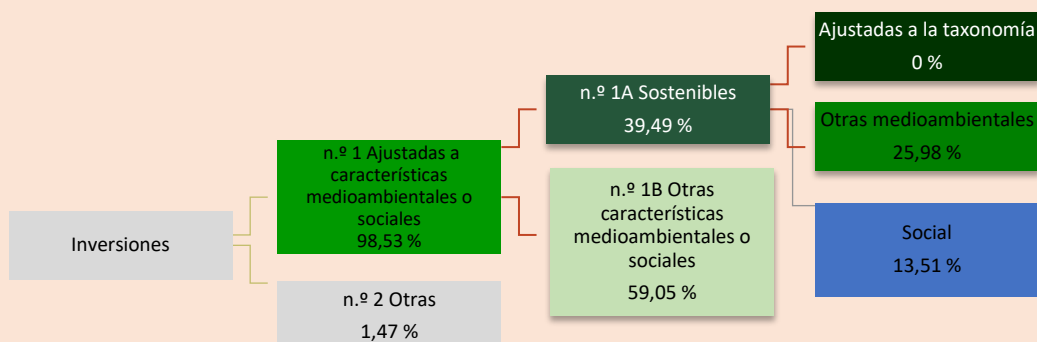 Inversiones
n.º 1 Ajustadas a
características
medioambientales o
sociales
98,53 %
n.º 2 Otras
1,47 %
n.º 1A Sostenibles
39,49 %
n.º 1B Otras
características
medioambientales o
sociales
59,05 %
Ajustadas a la taxonomía
0 %
Otras medioambientales
25,98 %
Social
13,51 %